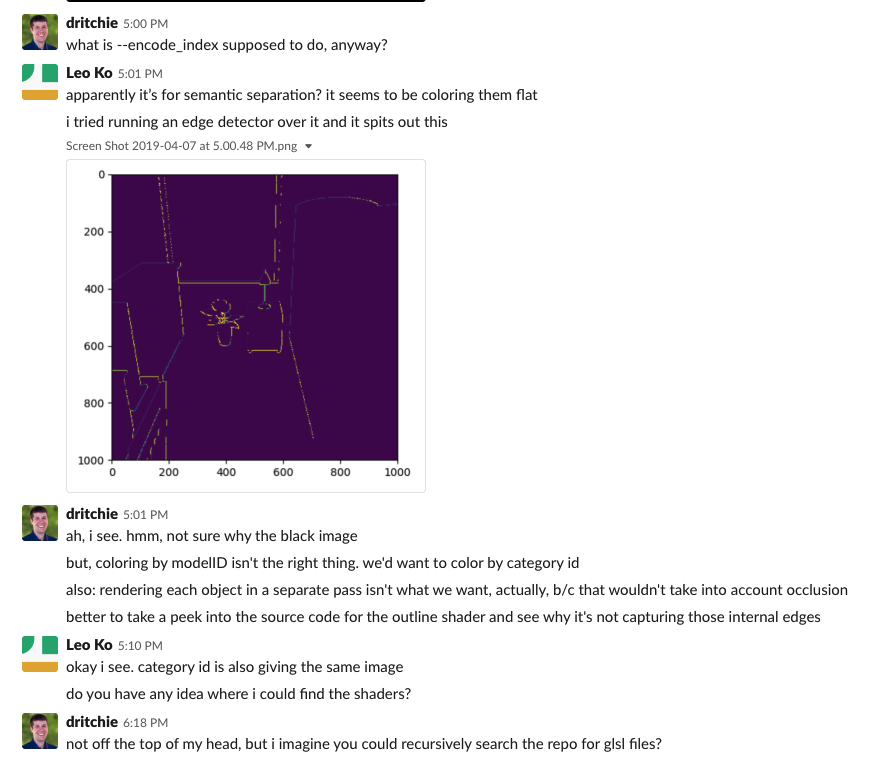 dritchie 5:00 PM
what is --encode_index supposed to do, anyway?
Leo Ko 5:01 PM
apparently it's for semantic separation? it seems to be coloring them flat
i tried running an edge detector over it and it spits out this
Screen Shot 2019-04-07 at 5.00.48 PM.png
0
200
400
600
800
1000
0 200 400 600 800 1000
dritchie 5:01 PM
ah, i see. hmm, not sure why the black image
but, coloring by modelID isn't the right thing. we'd want to color by category id
also: rendering each object in a separate pass isn't what we want, actually, b/c that wouldn't take into account occlusion
better to take a peek into the source code for the outline shader and see why it's not capturing those internal edges
Leo Ko 5:10 PM
okay i see. category id is also giving the same image
do you have any idea where i could find the shaders?
dritchie 6:18 PM
not off the top of my head, but i imagine you could recursively search the repo for glsl files?